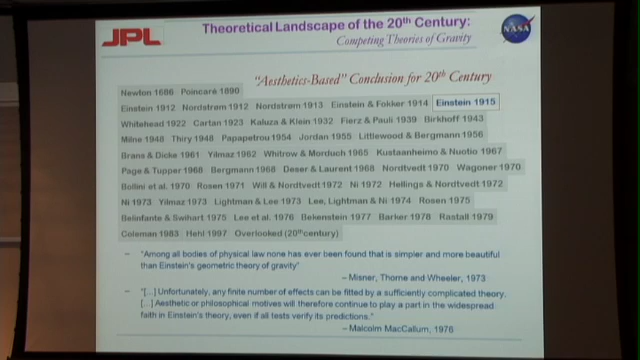 JPL
Theoretical Landscape of the 20th Century:
Competing Theories of Gravity
NASA
"Aesthetics-Based" Conclusion for 20th Century
Newton 1686 Poincaré 1890
Einstein 1912 Nordstrøm 1912 Nordstrøm 1913 Einstein & Fokker 1914 Einstein 1915
Whitehead 1922 Cartan 1923 Kaluza & Klein 1932 Fierz & Pauli 1939 Birkhoff 1943
Milne 1948 Thiry 1948 Papapetrou 1954 Jordan 1955 Littlewood & Bergmann 1956
Brans & Dicke 1961 Yilmaz 1962 Whitrow & Morduch 1965 Kustaanheimo & Nuotio 1967
Page & Tupper 1968 Bergmann 1968 Deser & Laurent 1968 Nordtvedt 1970 Wagoner 1970
Bollini et al. 1970 Rosen 1971 Will & Nordtvedt 1972 Ni 1972 Hellings & Nordtvedt 1972
Ni 1973 Yilmaz 1973 Lightman & Lee 1973 Lee, Lightman & Ni 1974 Rosen 1975
Belinfante & Swihart 1975 Lee et al. 1976 Bekenstein 1977 Barker 1978 Rastall 1979
Coleman 1983 Hehl 1997 Overlooked (20th century)
– "Among all bodies of physical law none has ever been found that is simpler and more beautiful
than Einstein's geometric theory of gravity"
– Misner, Thorne and Wheeler, 1973
– "[...] Unfortunately, any finite number of effects can be fitted by a sufficiently complicated theory.
[...] Aesthetic or philosophical motives will therefore continue to play a part in the widespread
faith in Einstein's theory, even if all tests verify its predictions."
– Malcolm MacCallum, 1976